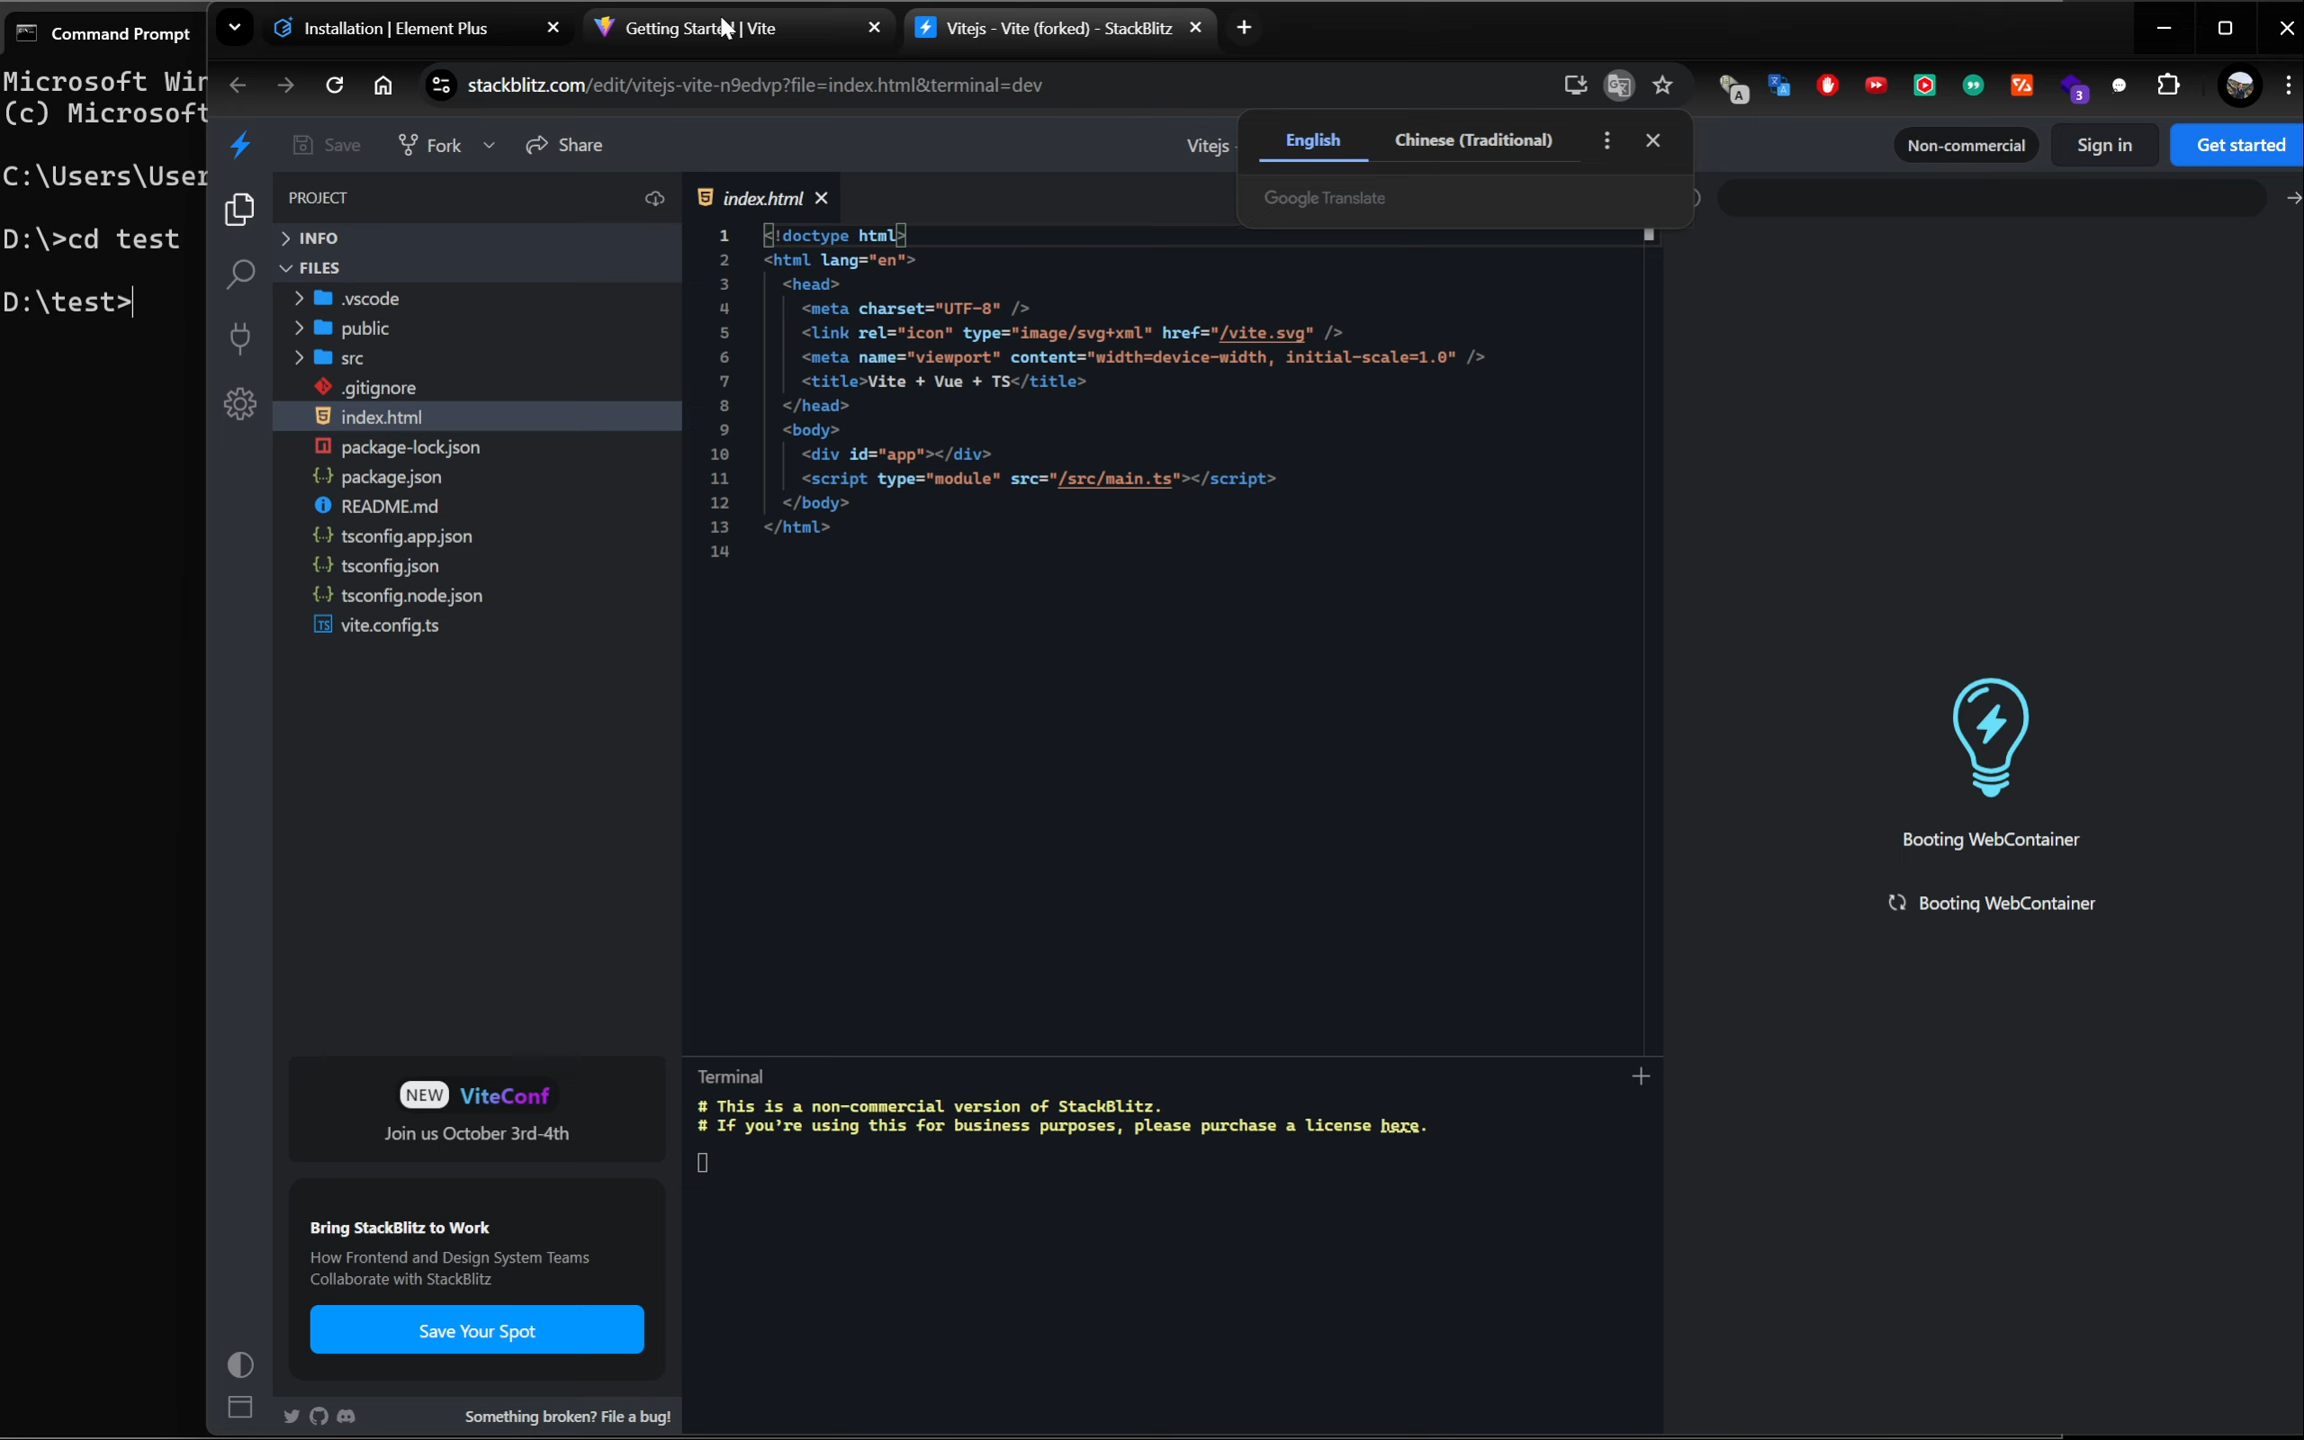 Command Prompt
Microsoft Win
(c) Microsoft
C:\Users\User
D:\>cd test
D:\test>
Installation | Element Plus
Getting Started | Vite
Vitejs - Vite (forked) - StackBlitz
stackblitz.com/edit/vitejs-vite-n9edvp?file=index.html&terminal=dev
A
3
Save
Fork
Share
Vitejs -
English
Chinese (Traditional)
Google Translate
Non-commercial
Sign in
Get started
PROJECT
INFO
FILES
.vscode
public
src
.gitignore
index.html
package-lock.json
package.json
README.md
tsconfig.app.json
tsconfig.json
tsconfig.node.json
TS vite.config.ts
index.html
1 <!doctype html>
2 <html lang="en">
3 <head>
4 <meta charset="UTF-8" />
5 <link rel="icon" type="image/svg+xml" href="/vite.svg" />
6 <meta name="viewport" content="width=device-width, initial-scale=1.0" />
7 <title>Vite + Vue + TS</title>
8 </head>
9 <body>
10 <div id="app"></div>
11 <script type="module" src="/src/main.ts"></script>
12 </body>
13 </html>
14
Booting WebContainer
Booting WebContainer
Terminal
# This is a non-commercial version of StackBlitz.
# If you're using this for business purposes, please purchase a license here.
NEW ViteConf
Join us October 3rd-4th
Bring StackBlitz to Work
How Frontend and Design System Teams
Collaborate with StackBlitz
Save Your Spot
Something broken? File a bug!